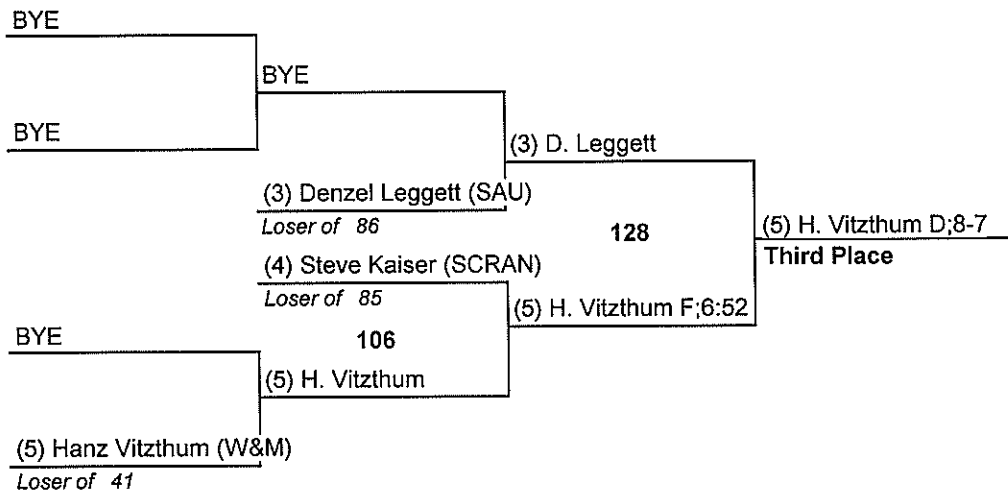 BYE
BYE
BYE
(3) D. Leggett
(3) Denzel Leggett (SAU)
Loser of 86
128
(5) H. Vitzthum D;8-7
Third Place
(4) Steve Kaiser (SCRAN)
Loser of 85
(5) H. Vitzthum F;6:52
BYE
106
(5) H. Vitzthum
(5) Hanz Vitzthum (W&M)
Loser of 41